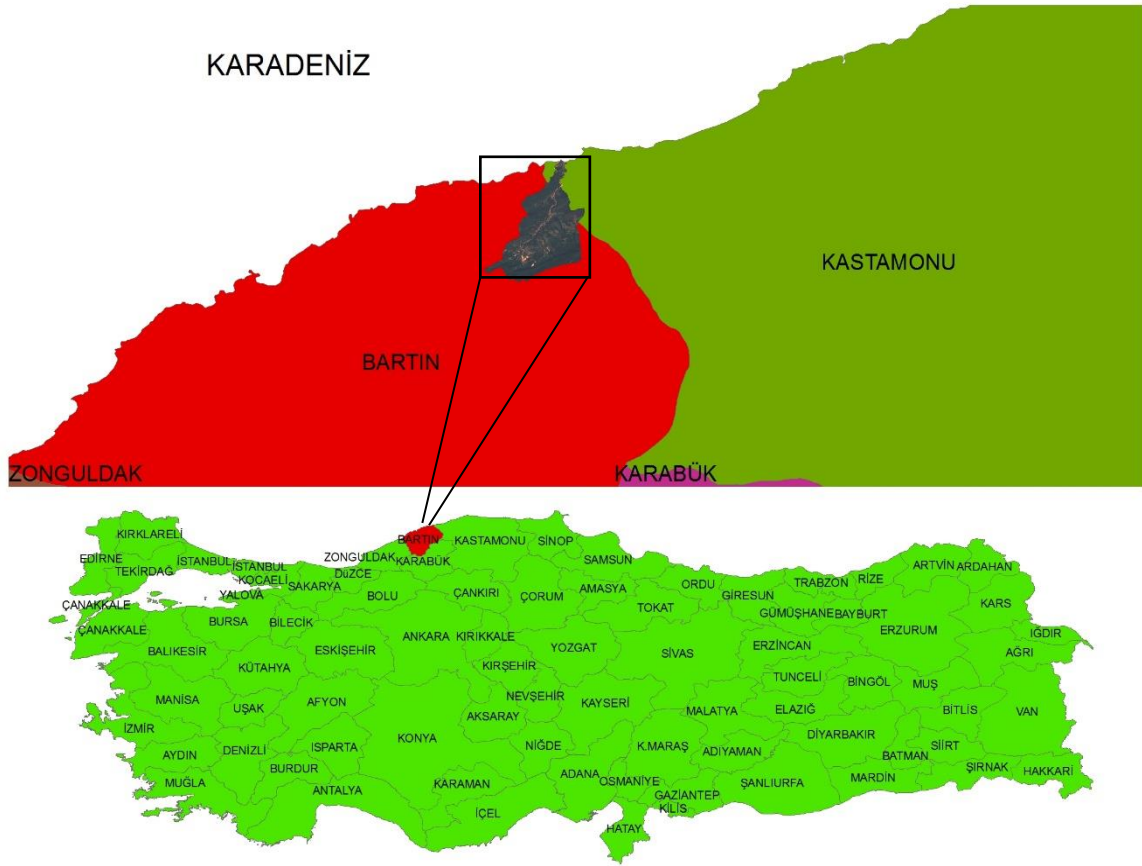 KARADENİZ
KASTAMONU
BARTIN
ZONGULDAK
KARABÜK
KIRKLARELİ
EDİRNE
TEKİRDAĞ
İSTANBUL
İSTANBUL
KOCAELİ
YALOVA
SAKARYA
DüZCE
ZONGULDAK
BARTIN
KARABÜK
KASTAMONU
SİNOP
SAMSUN
ORDU
GİRESUN
TRABZON
RİZE
ARTVİN
ARDAHAN
ÇANAKKALE
ÇANAKKALE
BURSA
BİLECİK
BOLU
ÇANKIRI
ÇORUM
AMASYA
TOKAT
GÜMÜŞHANE
BAYBURT
ERZURUM
KARS
IĞDIR
AĞRI
BALIKESİR
KÜTAHYA
ESKİŞEHİR
ANKARA
KIRIKKALE
KIRŞEHİR
YOZGAT
SİVAS
ERZİNCAN
TUNCELİ
BİNGÖL
MUŞ
BİTLİS
VAN
MANİSA
UŞAK
AFYON
NEVŞEHİR
AKSARAY
KAYSERİ
MALATYA
ELAZIĞ
DİYARBAKIR
BATMAN
SİİRT
ŞIRNAK
HAKKARİ
İZMİR
AYDIN
DENİZLİ
ISPARTA
BURDUR
KONYA
NİĞDE
K.MARAŞ
ADIYAMAN
MUĞLA
ANTALYA
KARAMAN
ADANA
OSMANİYE
GAZİANTEP
KİLİS
ŞANLIURFA
MARDİN
İÇEL
HATAY